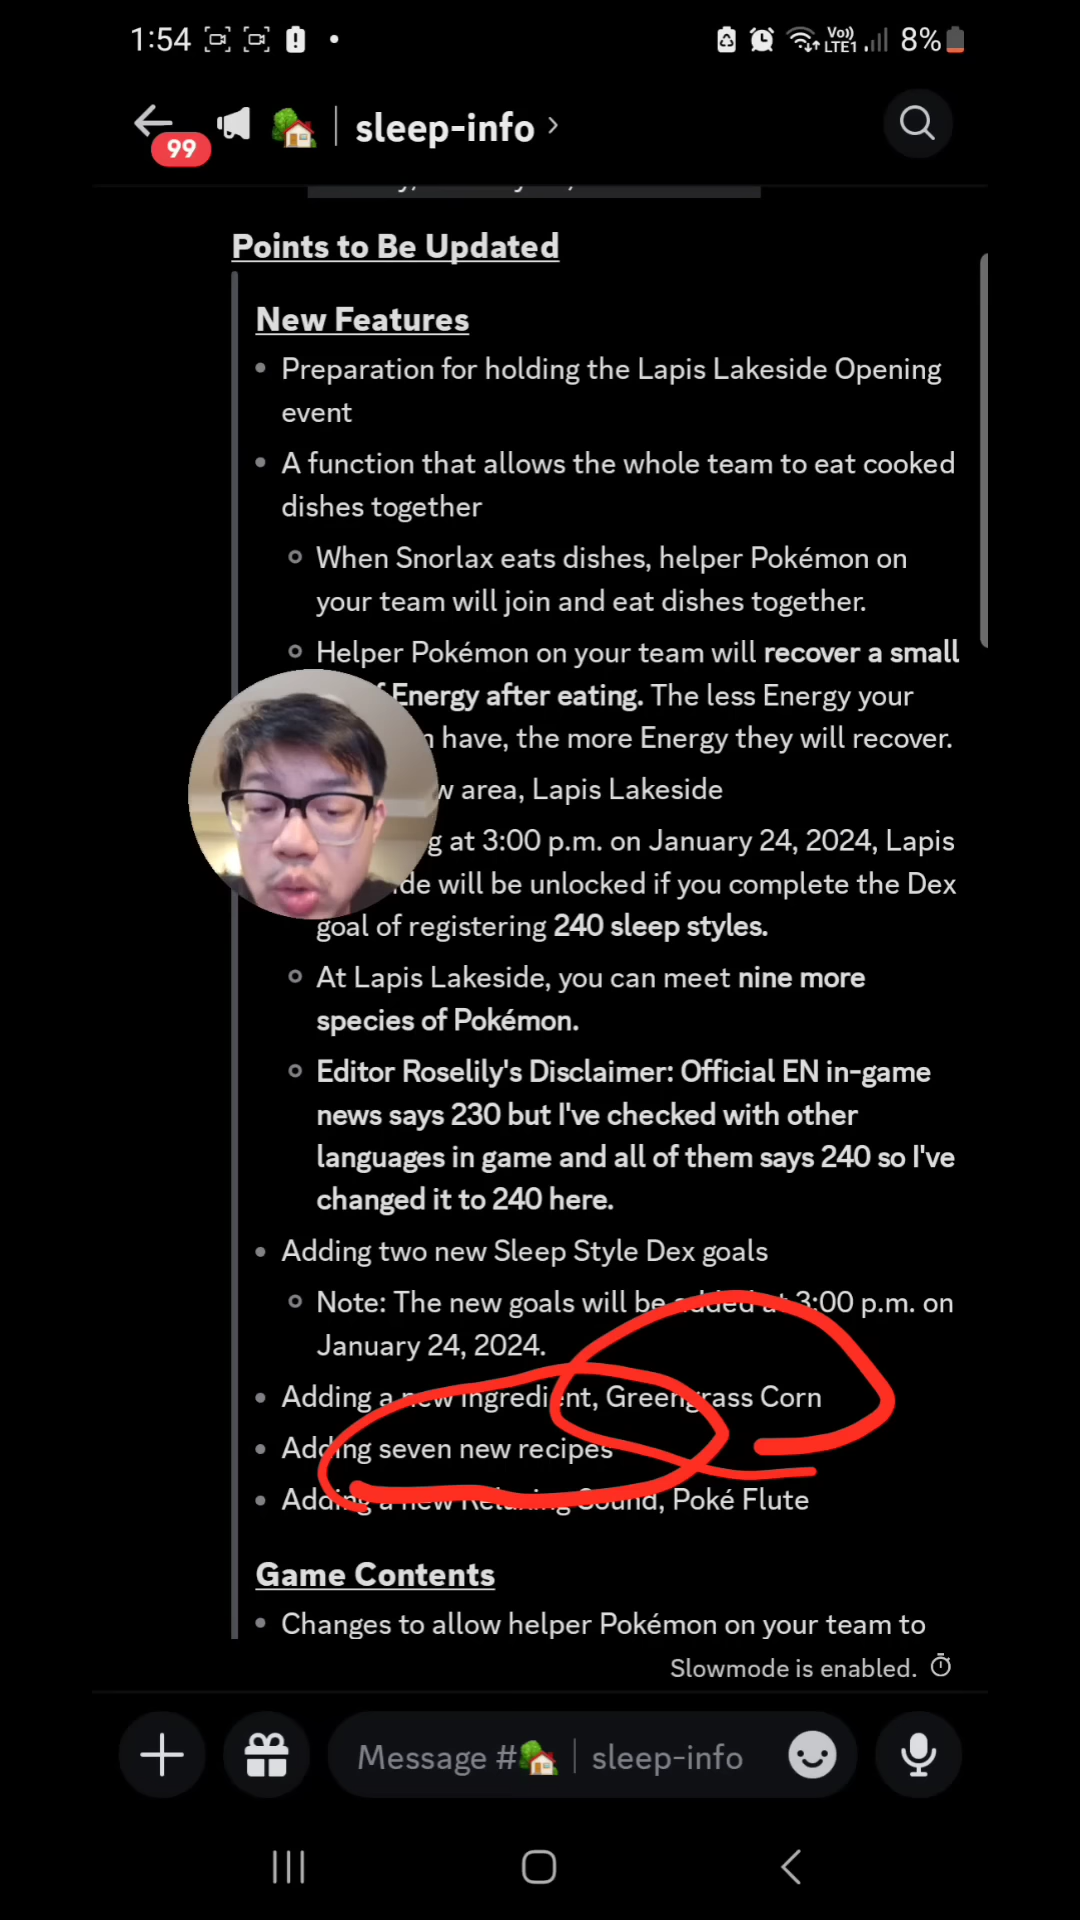 1:54
Vo))
LTE1
8%
99
sleep-info
Points to Be Updated
New Features
Preparation for holding the Lapis Lakeside Opening
event
A function that allows the whole team to eat cooked
dishes together
When Snorlax eats dishes, helper Pokémon on
your team will join and eat dishes together.
Helper Pokémon on your team will recover a small
Energy after eating. The less Energy your
have, the more Energy they will recover.
area, Lapis Lakeside
at 3:00 p.m. on January 24, 2024, Lapis
will be unlocked if you complete the Dex
goal of registering 240 sleep styles.
At Lapis Lakeside, you can meet nine more
species of Pokémon.
Editor Roselily's Disclaimer: Official EN in-game
news says 230 but I've checked with other
languages in game and all of them says 240 so I've
changed it to 240 here.
Adding two new Sleep Style Dex goals
Note: The new goals will be added at 3:00 p.m. on
January 24, 2024.
Adding a new ingredient, Greengrass Corn
Adding seven new recipes
Adding a new Relaxing Sound, Poké Flute
Game Contents
Changes to allow helper Pokémon on your team to
Slowmode is enabled.
Message # sleep-info